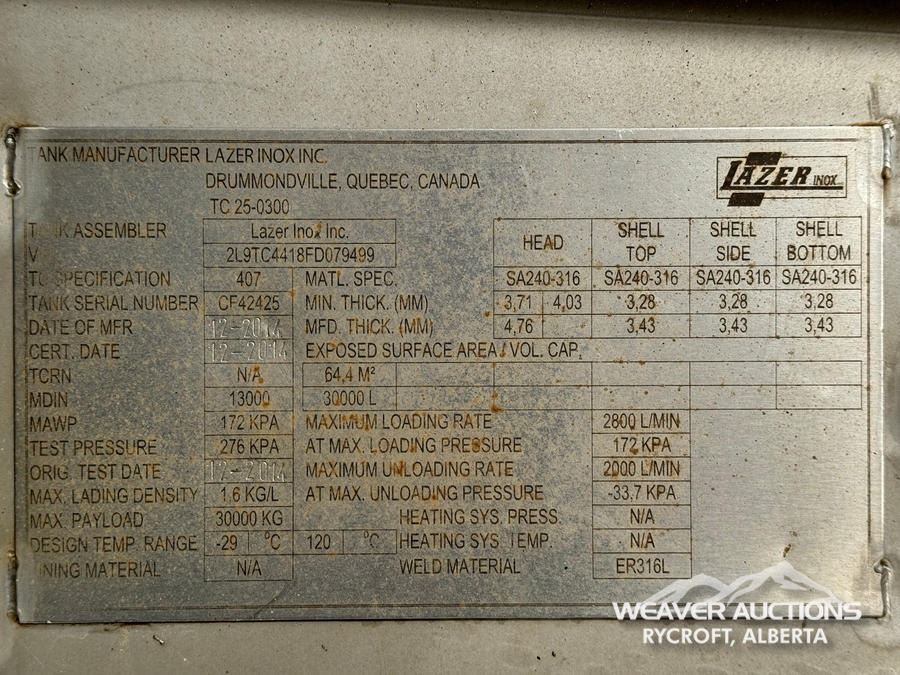 TANK MANUFACTURER LAZER INOX INC.
DRUMMONDVILLE, QUEBEC, CANADA
TC 25-0300
LAZER INOX
TANK ASSEMBLER Lazer Inox Inc.
V 2L9TC4418FD079499
HEAD SHELL TOP SHELL SIDE SHELL BOTTOM
TC SPECIFICATION 407 MATL. SPEC. SA240-316 SA240-316 SA240-316 SA240-316
TANK SERIAL NUMBER CF42425 MIN. THICK. (MM) 3,71 4,03 3,28 3,28 3,28
DATE OF MFR 12-2014 MFD. THICK. (MM) 4,76 3,43 3,43 3,43
CERT. DATE 12-2014 EXPOSED SURFACE AREA / VOL. CAP.
TCRN N/A 64,4 M²
MDIN 13000 30000 L
MAWP 172 KPA MAXIMUM LOADING RATE 2800 L/MIN
TEST PRESSURE 276 KPA AT MAX. LOADING PRESSURE 172 KPA
ORIG. TEST DATE 12-2014 MAXIMUM UNLOADING RATE 2000 L/MIN
MAX. LADING DENSITY 1.6 KG/L AT MAX. UNLOADING PRESSURE -33,7 KPA
MAX. PAYLOAD 30000 KG HEATING SYS. PRESS. N/A
DESIGN TEMP. RANGE -29 °C 120 °C HEATING SYS. TEMP. N/A
LINING MATERIAL N/A WELD MATERIAL ER316L
WEAVER AUCTIONS
RYCROFT, ALBERTA